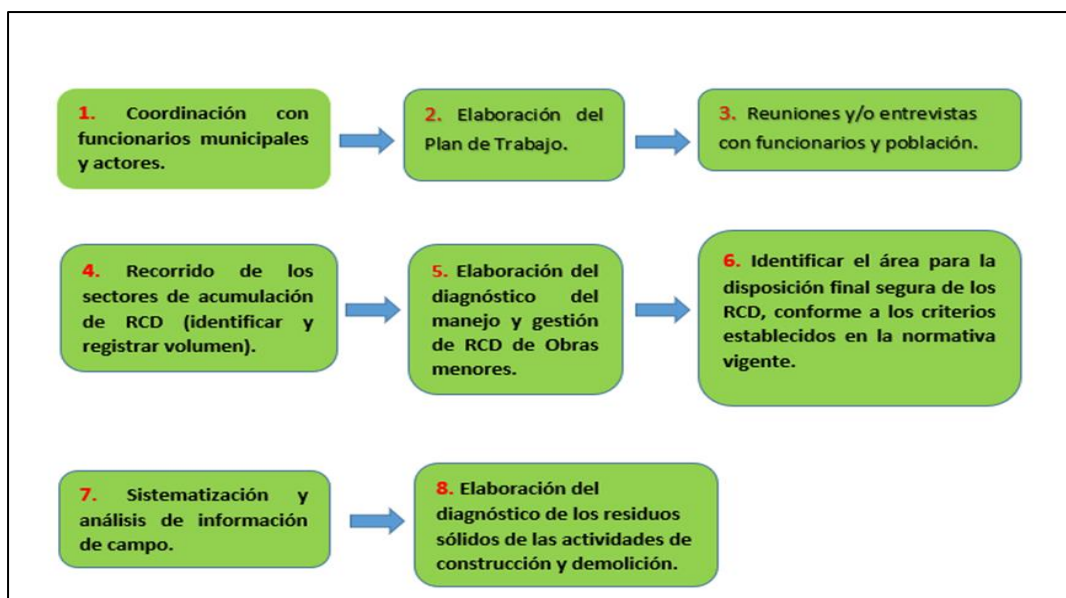 1. Coordinación con
funcionarios municipales
y actores.
2. Elaboración del
Plan de Trabajo.
3. Reuniones y/o entrevistas
con funcionarios y población.
4. Recorrido de los
sectores de acumulación
de RCD (identificar y
registrar volumen).
5. Elaboración del
diagnóstico del
manejo y gestión
de RCD de Obras
menores.
6. Identificar el área para la
disposición final segura de los
RCD, conforme a los criterios
establecidos en la normativa
vigente.
7. Sistematización y
análisis de información
de campo.
8. Elaboración del
diagnóstico de los residuos
sólidos de las actividades de
construcción y demolición.